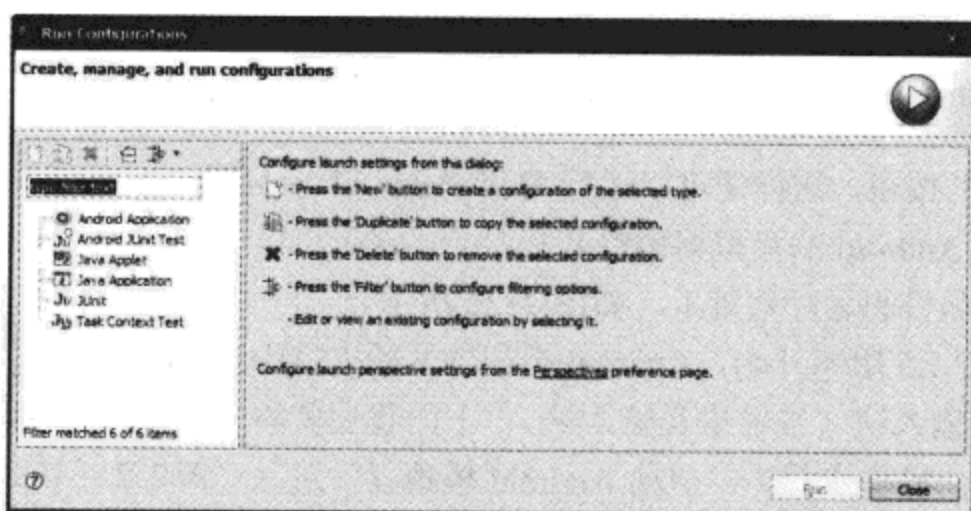 Run Configurations
Create, manage, and run configurations
Configure launch settings from this dialog:
- Press the 'New' button to create a configuration of the selected type.
- Press the 'Duplicate' button to copy the selected configuration.
- Press the 'Delete' button to remove the selected configuration.
- Press the 'Filter' button to configure filtering options.
- Edit or view an existing configuration by selecting it.
Configure launch perspective settings from the Perspectives preference page.
Android Application
Android JUnit Test
Java Applet
Java Application
JUnit
Task Context Test
Filter matched 6 of 6 items
Run
Close